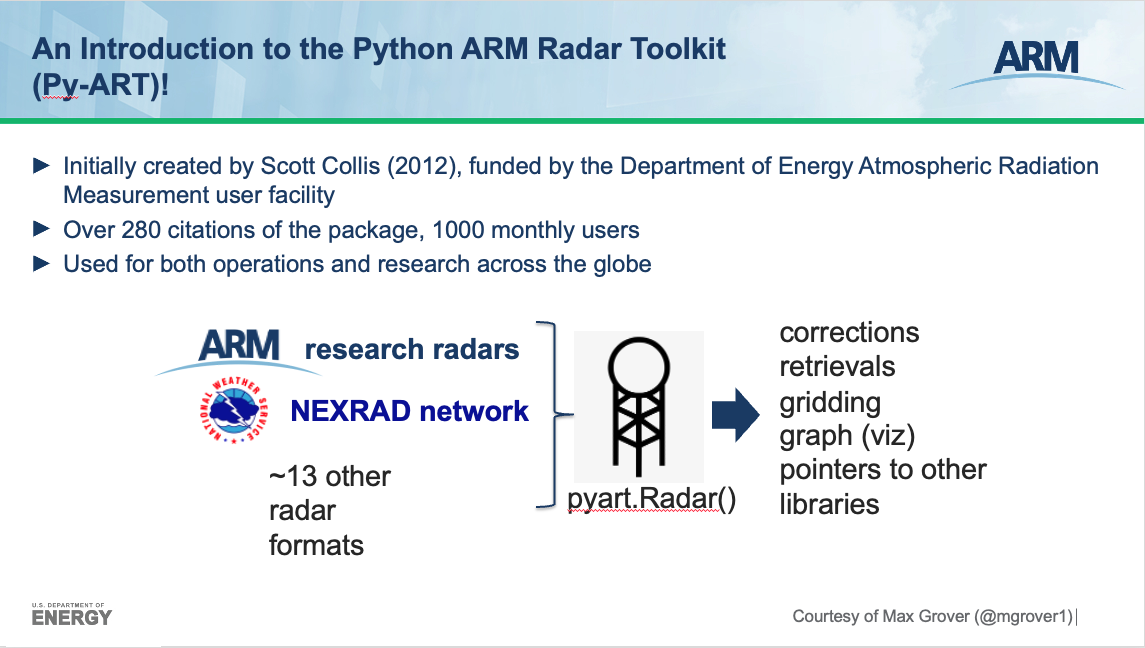 An Introduction to the Python ARM Radar Toolkit
(Py-ART)!
ARM
► Initially created by Scott Collis (2012), funded by the Department of Energy Atmospheric Radiation
Measurement user facility
► Over 280 citations of the package, 1000 monthly users
► Used for both operations and research across the globe
ARM research radars
NATIONAL WEATHER SERVICE
NEXRAD network
~13 other
radar
formats
pyart.Radar()
corrections
retrievals
gridding
graph (viz)
pointers to other
libraries
U.S. DEPARTMENT OF
ENERGY
Courtesy of Max Grover (@mgrover1)